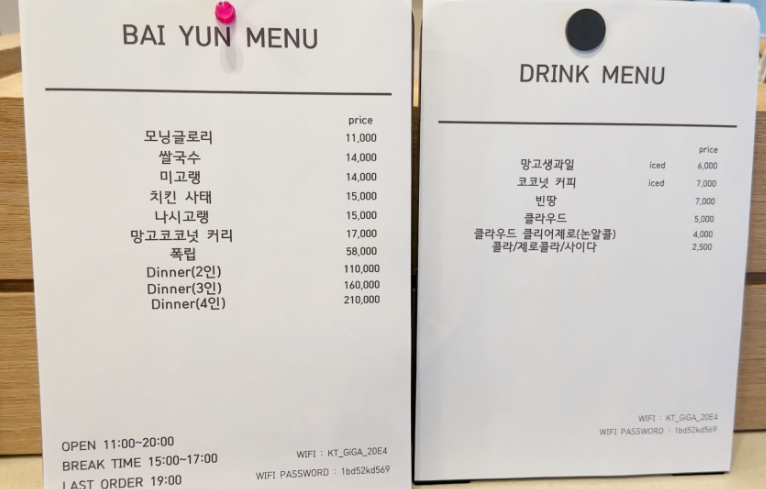 BAI YUN MENU
price
모닝글로리 11,000
쌀국수 14,000
미고랭 14,000
치킨 사태 15,000
나시고랭 15,000
망고코코넛 커리 17,000
폭립 58,000
Dinner(2인) 110,000
Dinner(3인) 160,000
Dinner(4인) 210,000
OPEN 11:00~20:00
BREAK TIME 15:00~17:00
LAST ORDER 19:00
WIFI : KT_GiGA_20E4
WIFI PASSWORD : 1bd52kd569
DRINK MENU
price
망고생과일 iced 6,000
코코넛 커피 iced 7,000
빈땅 7,000
클라우드 5,000
클라우드 클리어제로(논알콜) 4,000
콜라/제로콜라/사이다 2,500
WIFI : KT_GiGA_20E4
WIFI PASSWORD : 1bd52kd569